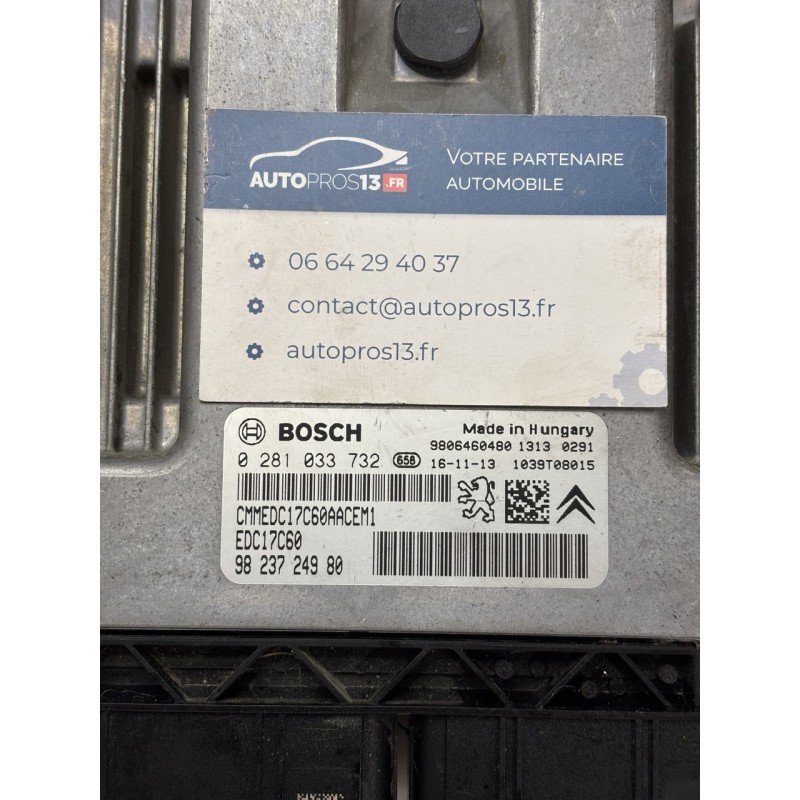 AUTOPROS13.FR
VOTRE PARTENAIRE
AUTOMOBILE
06 64 29 40 37
contact@autopros13.fr
autopros13.fr
BOSCH
Made in Hungary
9806460480 1313 0291
0 281 033 732 656 16-11-13 1039T08015
CMMEDC17C60AACEM1
EDC17C60
98 237 249 80